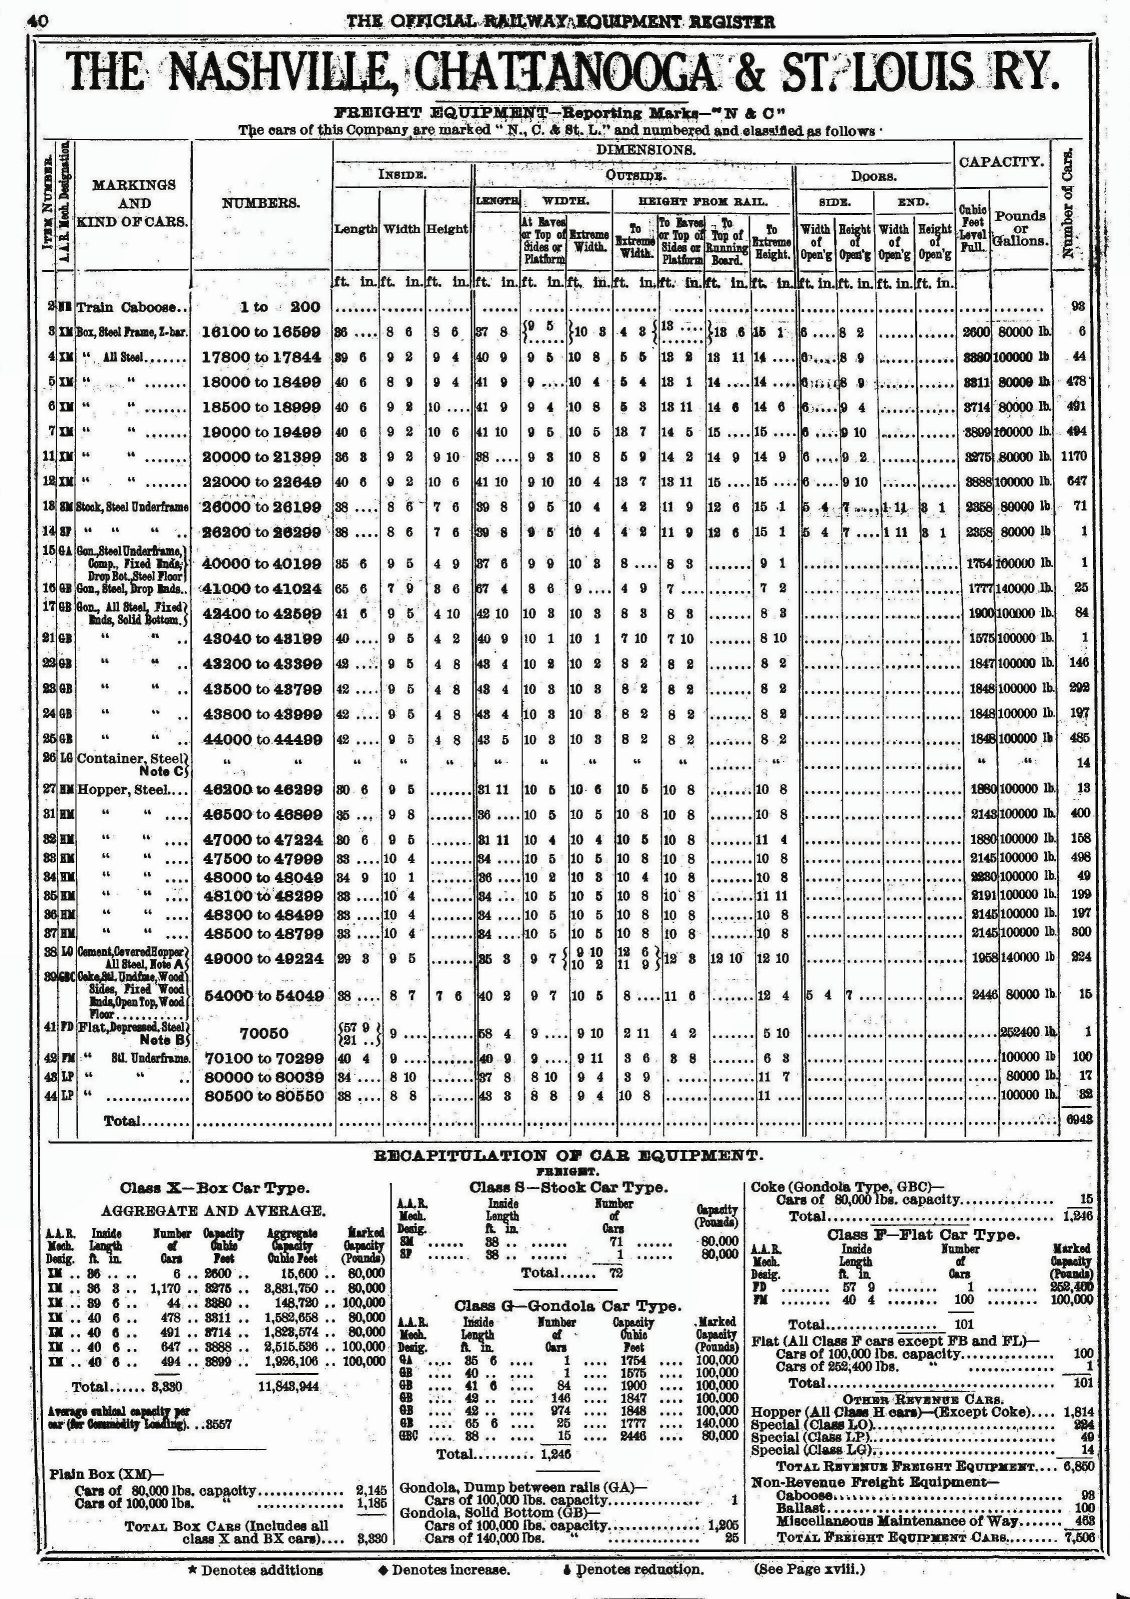 40 THE OFFICIAL RAILWAY EQUIPMENT REGISTER
THE NASHVILLE, CHATTANOOGA & ST. LOUIS RY.
FREIGHT EQUIPMENT—Reporting Marks—"N & C"
The cars of this Company are marked "N., C. & St. L." and numbered and classified as follows:
ITEM NUMBER. A.A.R. Mech. Designation. MARKINGS AND KIND OF CARS. NUMBERS. DIMENSIONS. CAPACITY. Number of Cars.
INSIDE. OUTSIDE. DOORS.
LENGTH WIDTH. HEIGHT FROM RAIL. SIDE. END.
Length Width Height At Eaves or Top of Sides or Platform Extreme Width. To Extreme Width. To Eaves or Top of Sides or Platform To Top of Running Board. To Extreme Height. Width of Open'g Height of Open'g Width of Open'g Height of Open'g Cubic Feet Level Full. Pounds or Gallons.
ft. in. ft. in. ft. in. ft. in. ft. in. ft. in. ft. in. ft. in. ft. in. ft. in. ft. in. ft. in. ft. in. ft. in.
2 NE Train Caboose.. 1 to 200 93
3 XM Box, Steel Frame, Z-bar. 16100 to 16599 36 .... 8 6 8 6 37 8 {9 5 ......} 10 3 4 3 {13 .... ......} 13 6 15 1 6 .... 8 2 2600 80000 lb. 6
4 XM " All Steel....... 17800 to 17844 39 6 9 2 9 4 40 9 9 5 10 8 5 5 13 2 13 11 14 .... 6 .... 8 9 3380 100000 lb 44
5 XM " " ....... 18000 to 18499 40 6 8 9 9 4 41 9 9 .... 10 4 5 4 13 1 14 .... 14 .... 6 .... 8 9 3311 80000 lb 478
6 XM " " ....... 18500 to 18999 40 6 9 2 10 .... 41 9 9 4 10 8 5 3 13 11 14 6 14 6 6 .... 9 4 3714 80000 lb. 491
7 XM " " ....... 19000 to 19499 40 6 9 2 10 6 41 10 9 5 10 5 13 7 14 5 15 .... 15 .... 6 .... 9 10 3899 100000 lb. 494
11 XM " " ....... 20000 to 21399 36 3 9 2 9 10 38 .... 9 3 10 8 5 9 14 2 14 9 14 9 6 .... 9 2 3275 80000 lb. 1170
12 XM " " ....... 22000 to 22649 40 6 9 2 10 6 41 10 9 10 10 4 13 7 13 11 15 .... 15 .... 6 .... 9 10 3888 100000 lb. 647
13 SM Stock, Steel Underframe 26000 to 26199 38 .... 8 6 7 6 39 8 9 5 10 4 4 2 11 9 12 6 15 1 5 4 7 .... 1 11 3 1 2358 80000 lb. 71
14 SF " " " 26200 to 26299 38 .... 8 6 7 6 39 8 9 5 10 4 4 2 11 9 12 6 15 1 5 4 7 .... 1 11 3 1 2358 80000 lb 1
15 GA Gon., Steel Underframe, Comp., Fixed Ends, Drop Bot., Steel Floor} 40000 to 40199 35 6 9 5 4 9 37 6 9 9 10 3 8 .... 8 3 9 1 1754 100000 lb. 1
16 GB Gon., Steel, Drop Ends.. 41000 to 41024 65 6 7 9 3 6 67 4 8 6 9 .... 4 9 7 .... 7 2 1777 140000 lb. 25
17 GB Gon., All Steel, Fixed Ends, Solid Bottom.} 42400 to 42599 41 6 9 5 4 10 42 10 10 3 10 3 8 3 8 3 8 3 1900 100000 lb. 84
21 GB " " .. 43040 to 43199 40 .... 9 5 4 2 40 9 10 1 10 1 7 10 7 10 8 10 1575 100000 lb. 1
22 GB " " .. 43200 to 43399 42 .... 9 5 4 8 43 4 10 2 10 2 8 2 8 2 8 2 1847 100000 lb. 146
23 GB " " .. 43500 to 43799 42 .... 9 5 4 8 43 4 10 3 10 3 8 2 8 2 8 2 1848 100000 lb. 292
24 GB " " .. 43800 to 43999 42 .... 9 5 4 8 43 4 10 3 10 3 8 2 8 2 8 2 1848 100000 lb. 197
25 GB " " .. 44000 to 44499 42 .... 9 5 4 8 43 5 10 3 10 3 8 2 8 2 8 2 1848 100000 lb 485
26 LG Container, Steel Note C} " " " " " " " " " " " " " 14
27 HM Hopper, Steel.... 46200 to 46299 30 6 9 5 31 11 10 5 10 6 10 5 10 8 10 8 1880 100000 lb. 13
31 HM " " .... 46500 to 46899 35 ... 9 8 36 .... 10 5 10 5 10 8 10 8 10 8 2143 100000 lb. 400
32 HM " " .... 47000 to 47224 30 6 9 5 31 11 10 4 10 4 10 5 10 8 11 4 1880 100000 lb. 158
33 HM " " .... 47500 to 47999 33 .... 10 4 34 .... 10 5 10 5 10 8 10 8 10 8 2145 100000 lb. 498
34 HM " " .... 48000 to 48049 34 9 10 1 36 .... 10 2 10 3 10 4 10 8 10 8 2230 100000 lb. 49
35 HM " " .... 48100 to 48299 33 .... 10 4 34 .... 10 5 10 5 10 8 10 8 11 11 2191 100000 lb. 199
36 HM " " .... 48300 to 48499 33 .... 10 4 34 .... 10 5 10 5 10 8 10 8 10 8 2145 100000 lb. 197
37 HM " " .... 48500 to 48799 33 .... 10 4 34 .... 10 5 10 5 10 8 10 8 10 8 2145 100000 lb. 300
38 LO Cement, Covered Hopper All Steel, Note A} 49000 to 49224 29 3 9 5 35 3 9 7 {9 10 10 2 12 6 11 9} 12 3 12 10 12 10 1958 140000 lb 224
39 GBC Coke, Stl. Undfme, Wood Sides, Fixed Wood Ends, Open Top, Wood Floor...........} 54000 to 54049 38 .... 8 7 7 6 40 2 9 7 10 5 8 .... 11 6 12 4 5 4 7 2446 80000 lb 15
41 FD Flat, Depressed, Steel Note B} 70050 {57 9 21 ..} 9 .... 58 4 9 .... 9 10 2 11 4 2 5 10 252400 lb. 1
42 FM " Stl. Underframe. 70100 to 70299 40 4 9 .... 40 9 9 .... 9 11 3 6 3 8 6 3 100000 lb 100
43 LP " " .. 80000 to 80039 34 .... 8 10 37 8 8 10 9 4 3 9 11 7 80000 lb. 17
44 LP " .............. 80500 to 80550 38 .... 8 8 43 3 8 8 9 4 10 8 11 .... 100000 lb. 32
Total........ 6943
RECAPITULATION OF CAR EQUIPMENT.
FREIGHT.
Class X—Box Car Type.
AGGREGATE AND AVERAGE.
A.A.R. Mech. Desig. Inside Length ft. in. Number of Cars Capacity Cubic Feet Aggregate Capacity Cubic Feet Marked Capacity (Pounds)
XM .. 36 .. .. 6 .. 2600 .. 15,600 .. 80,000
XM .. 36 3 .. 1,170 .. 3275 .. 3,831,750 .. 80,000
XM .. 39 6 .. 44 .. 3380 .. 148,720 .. 100,000
XM .. 40 6 .. 478 .. 3311 .. 1,582,658 .. 80,000
XM .. 40 6 .. 491 .. 3714 .. 1,823,574 .. 80,000
XM .. 40 6 .. 647 .. 3888 .. 2,515,536 .. 100,000
XM .. 40 6 .. 494 .. 3899 .. 1,926,106 .. 100,000
Total...... 3,330 11,843,944
Average cubical capacity per
car (for Commodity Loading). ..3557
Plain Box (XM)—
Cars of 80,000 lbs. capacity.............. 2,145
Cars of 100,000 lbs. " .............. 1,185
TOTAL BOX CARS (Includes all
class X and BX cars).... 3,330
Class S—Stock Car Type.
A.A.R. Mech. Desig. Inside Length ft. in. Number of Cars Capacity (Pounds)
SM ...... 38 .. ...... 71 ...... 80,000
SF ...... 38 .. ...... 1 ...... 80,000
Total...... 72
Class G—Gondola Car Type.
A.A.R. Mech. Desig. Inside Length ft. in. Number of Cars Capacity Cubic Feet Marked Capacity (Pounds)
GA .... 35 6 .... 1 .... 1754 .... 100,000
GB .... 40 .. .... 1 .... 1575 .... 100,000
GB .... 41 6 .... 84 .... 1900 .... 100,000
GB .... 42 .. .... 146 .... 1847 .... 100,000
GB .... 42 .. .... 974 .... 1848 .... 100,000
GB .... 65 6 .... 25 .... 1777 .... 140,000
GBC .... 38 .. .... 15 .... 2446 .... 80,000
Total......... 1,246
Gondola, Dump between rails (GA)—
Cars of 100,000 lbs. capacity............... 1
Gondola, Solid Bottom (GB)—
Cars of 100,000 lbs. capacity............... 1,205
Cars of 140,000 lbs. " ............... 25
Coke (Gondola Type, GBC)—
Cars of 80,000 lbs. capacity............... 15
Total.................................... 1,246
Class F—Flat Car Type.
A.A.R. Mech. Desig. Inside Length ft. in. Number of Cars Marked Capacity (Pounds)
FD ........ 57 9 ........ 1 ........ 252,400
FM ........ 40 4 ........ 100 ........ 100,000
Total............... 101
Flat (All Class F cars except FB and FL)—
Cars of 100,000 lbs. capacity............... 100
Cars of 252,400 lbs. " ............... 1
Total.................................... 101
OTHER REVENUE CARS.
Hopper (All Class H cars)—(Except Coke).... 1,814
Special (Class LO)........................ 224
Special (Class LP)........................ 49
Special (Class LG)........................ 14
TOTAL REVENUE FREIGHT EQUIPMENT.... 6,850
Non-Revenue Freight Equipment—
Caboose.................................. 93
Ballast.................................. 100
Miscellaneous Maintenance of Way....... 463
TOTAL FREIGHT EQUIPMENT CARS......... 7,506
★ Denotes additions ◆ Denotes increase. Denotes reduction. (See Page xviii.)